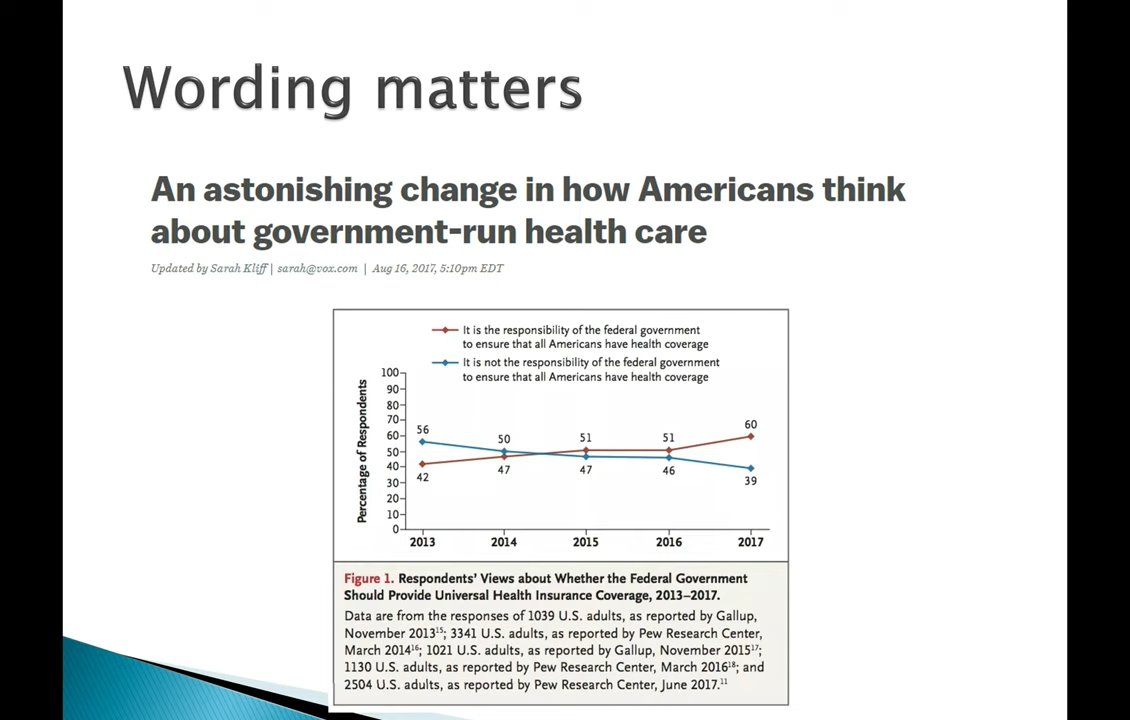 Wording matters
An astonishing change in how Americans think
about government-run health care
Updated by Sarah Kliff | sarah@vox.com | Aug 16, 2017, 5:10pm EDT
It is the responsibility of the federal government
to ensure that all Americans have health coverage
It is not the responsibility of the federal government
to ensure that all Americans have health coverage
Percentage of Respondents
100
90
80
70
60
50
40
30
20
10
0
56 50 51 51 60
42 47 47 46 39
2013 2014 2015 2016 2017
Figure 1. Respondents' Views about Whether the Federal Government
Should Provide Universal Health Insurance Coverage, 2013–2017.
Data are from the responses of 1039 U.S. adults, as reported by Gallup,
November 2013¹⁵; 3341 U.S. adults, as reported by Pew Research Center,
March 2014¹⁶; 1021 U.S. adults, as reported by Gallup, November 2015¹⁷;
1130 U.S. adults, as reported by Pew Research Center, March 2016¹⁸; and
2504 U.S. adults, as reported by Pew Research Center, June 2017.¹¹